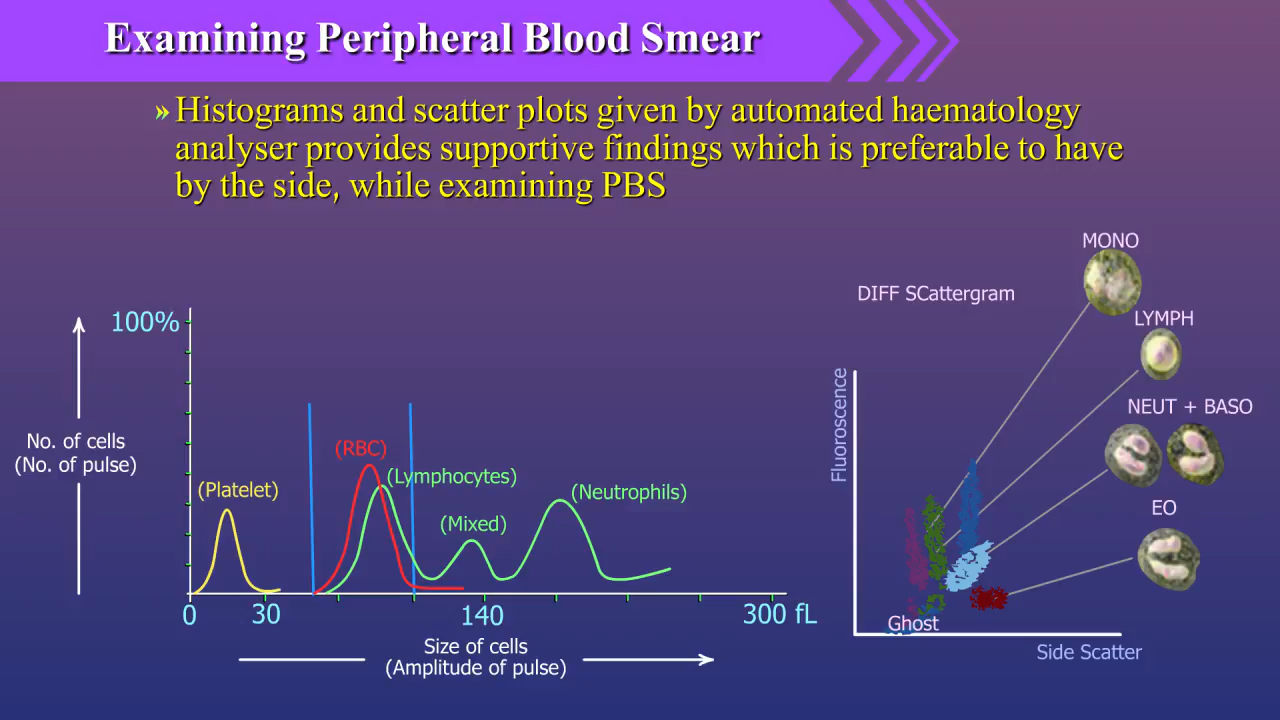 Examining Peripheral Blood Smear
» Histograms and scatter plots given by automated haematology
analyser provides supportive findings which is preferable to have
by the side, while examining PBS
100%
No. of cells
(No. of pulse)
(Platelet)
(RBC)
(Lymphocytes)
(Mixed)
(Neutrophils)
0 30 140 300 fL
Size of cells
(Amplitude of pulse)
DIFF SCattergram
MONO
LYMPH
NEUT + BASO
EO
Fluoroscence
Ghost
Side Scatter